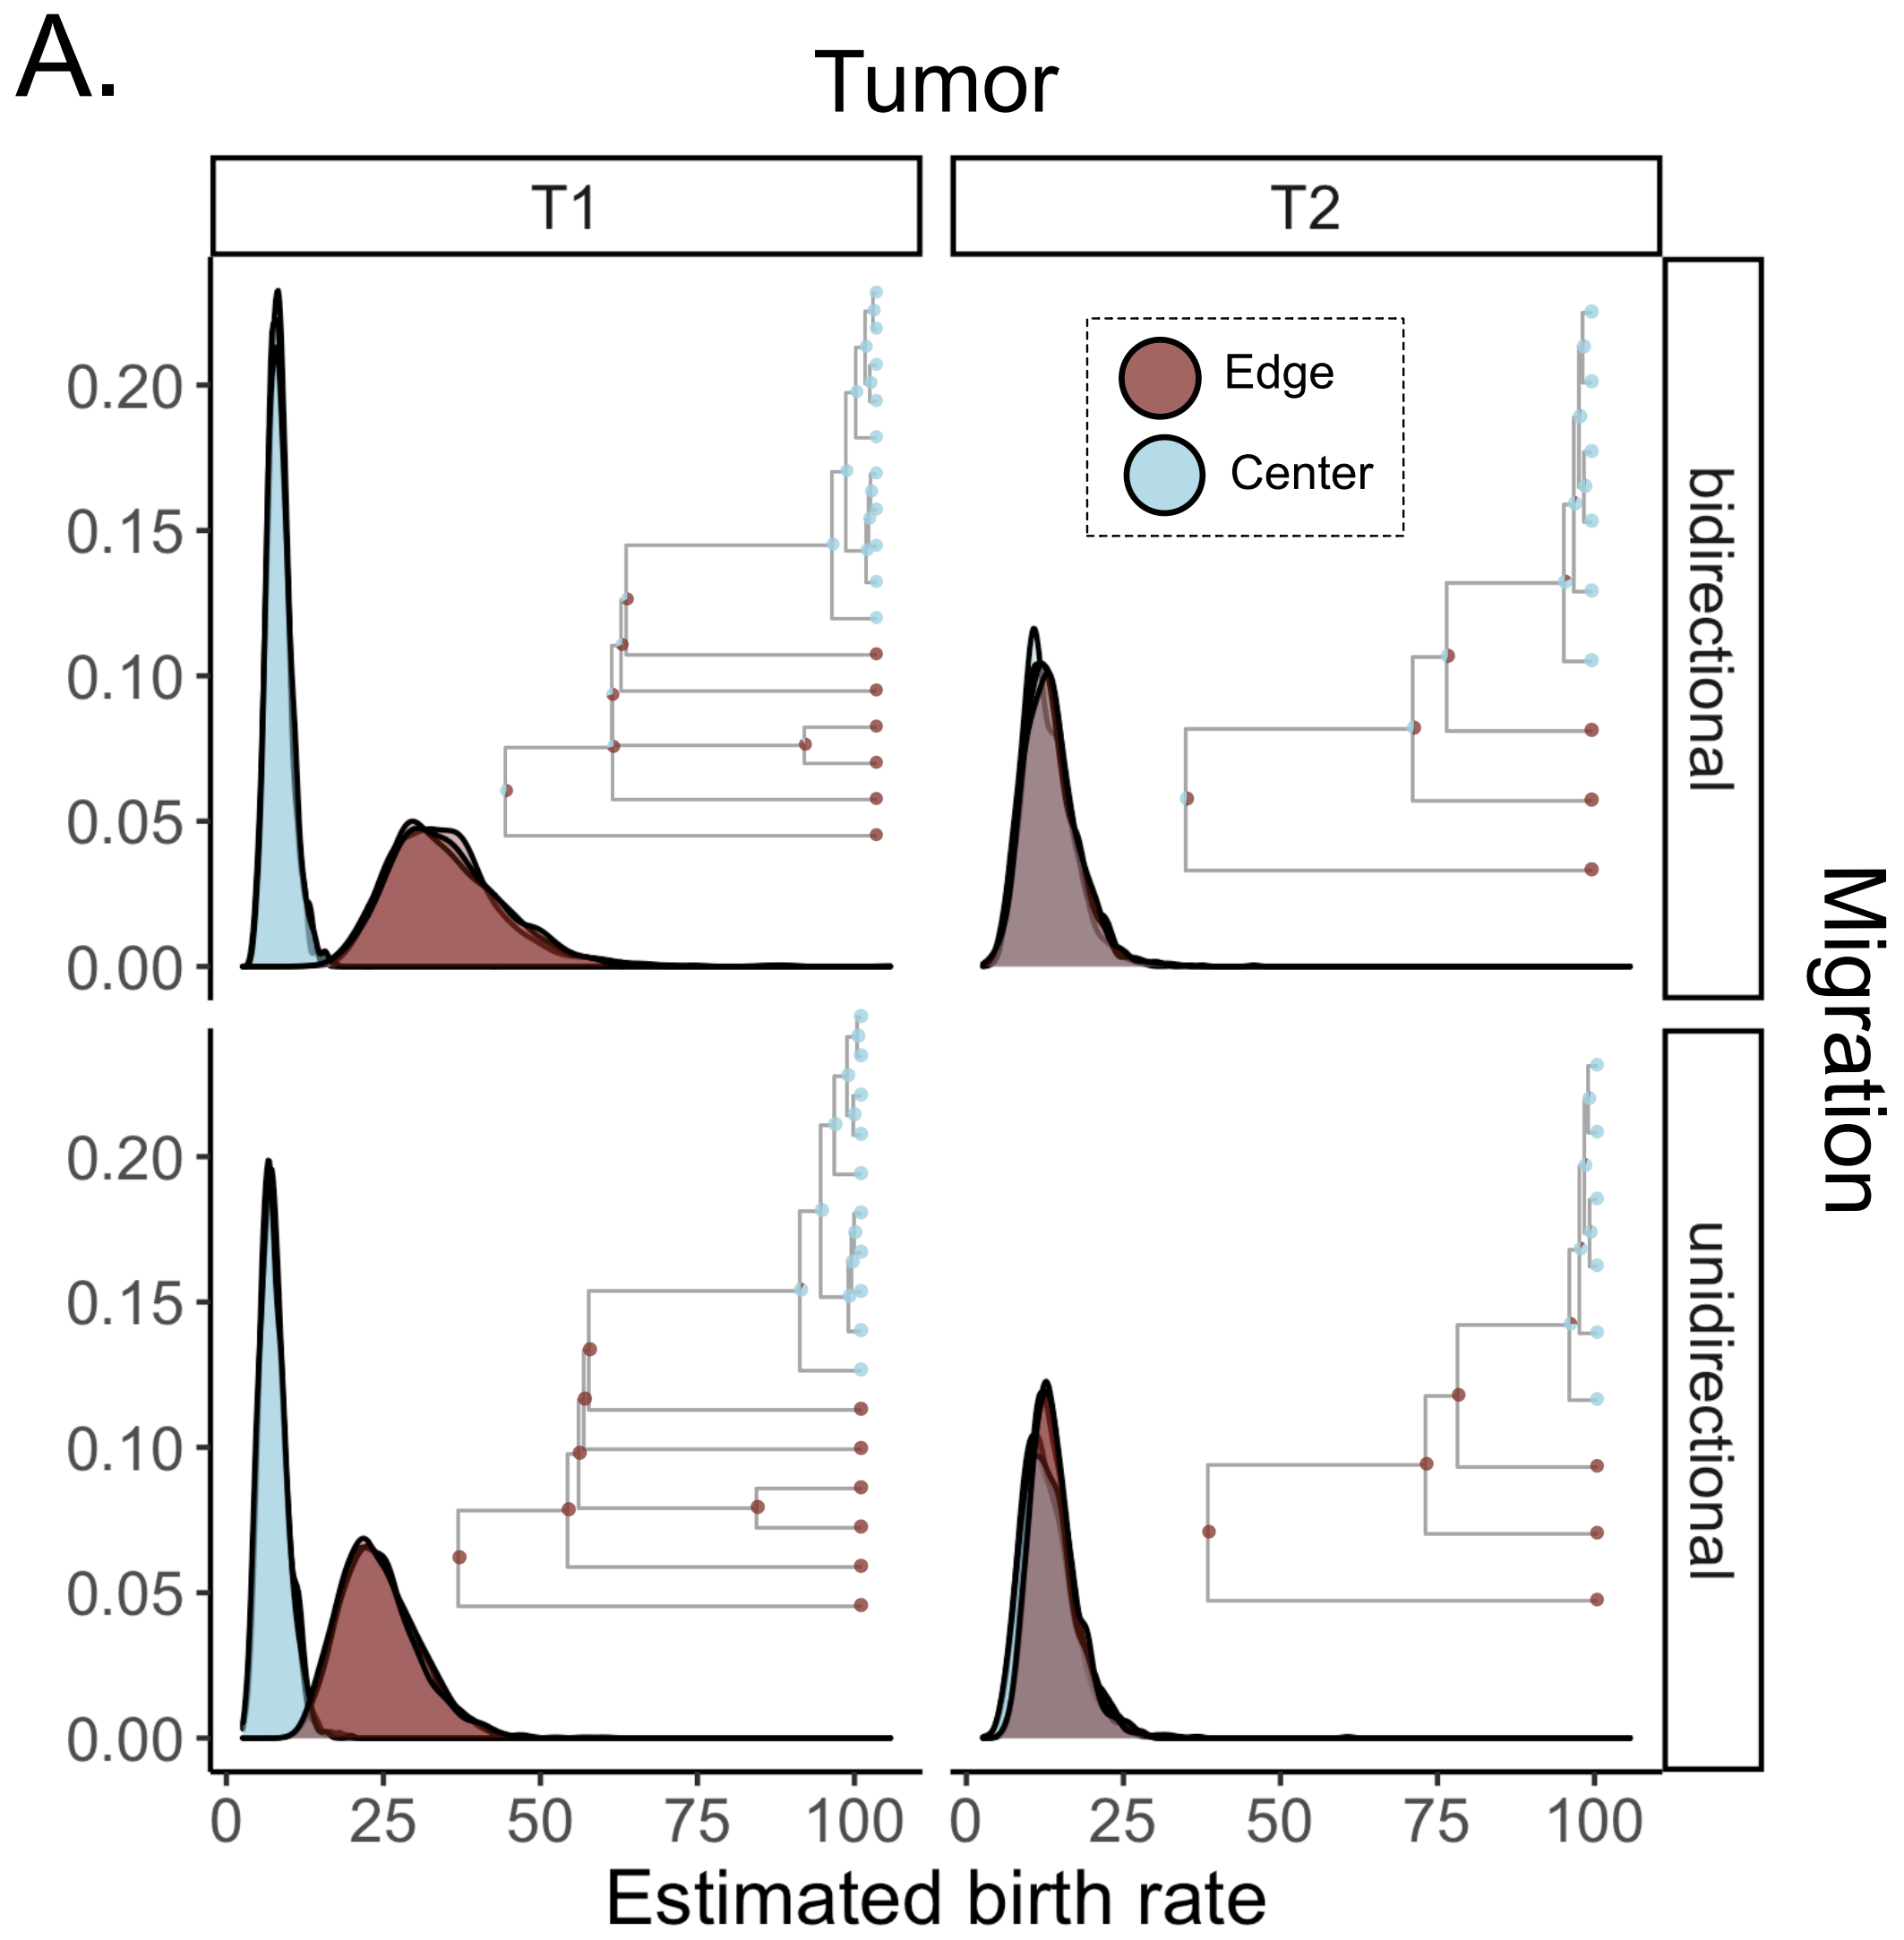 A.
Tumor
T1
T2
Edge
Center
bidirectional
unidirectional
Migration
0.20
0.15
0.10
0.05
0.00
0.20
0.15
0.10
0.05
0.00
0 25 50 75 100
0 25 50 75 100
Estimated birth rate